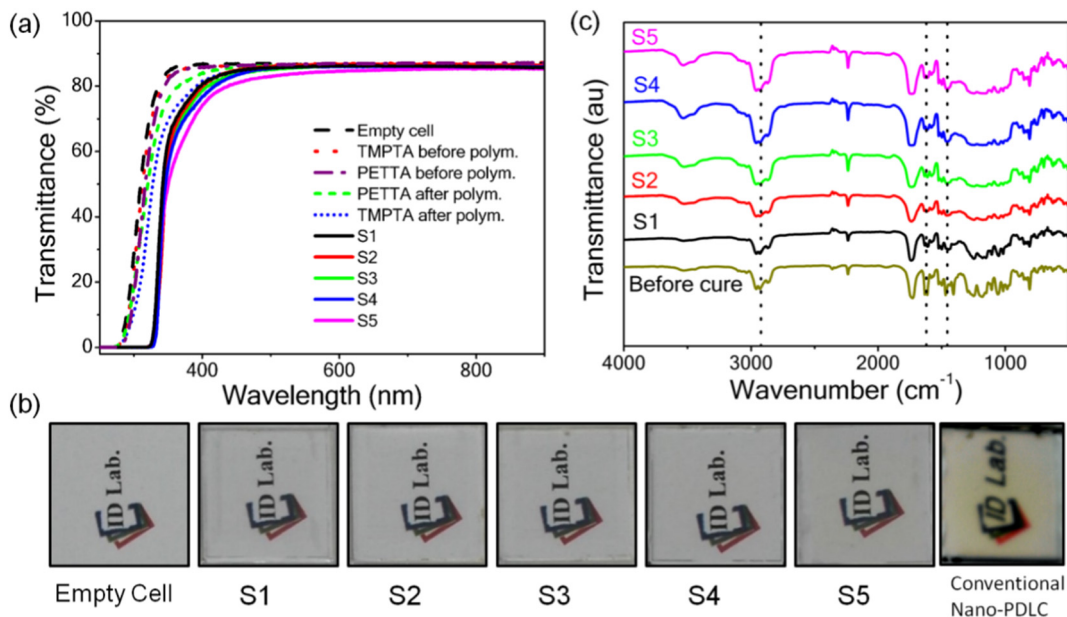 (a)
100
80
60
40
20
0
Transmittance (%)
400
600
800
Wavelength (nm)
Empty cell
TMPTA before polym.
PETTA before polym.
PETTA after polym.
TMPTA after polym.
S1
S2
S3
S4
S5
(c)
Transmittance (au)
S5
S4
S3
S2
S1
Before cure
4000
3000
2000
1000
Wavenumber (cm⁻¹)
(b)
ID Lab.
ID Lab.
ID Lab.
ID Lab.
ID Lab.
ID Lab.
ID Lab.
Empty Cell
S1
S2
S3
S4
S5
Conventional
Nano-PDLC